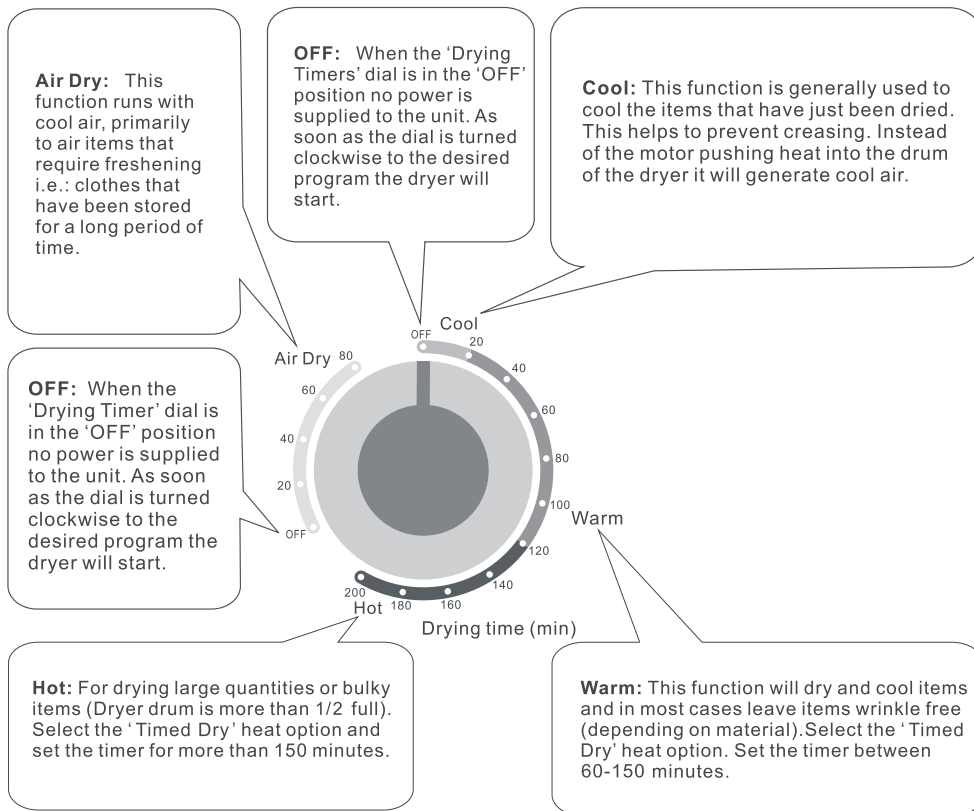 Air Dry: This
function runs with
cool air, primarily
to air items that
require freshening
i.e.: clothes that
have been stored
for a long period of
time.
OFF: When the ‘Drying
Timers’ dial is in the ‘OFF’
position no power is
supplied to the unit. As
soon as the dial is turned
clockwise to the desired
program the dryer will
start.
Cool: This function is generally used to
cool the items that have just been dried.
This helps to prevent creasing. Instead
of the motor pushing heat into the drum
of the dryer it will generate cool air.
OFF: When the
‘Drying Timer’ dial is
in the ‘OFF’ position
no power is supplied
to the unit. As soon
as the dial is turned
clockwise to the
desired program the
dryer will start.
Air Dry
80
60
40
20
OFF
OFF
Cool
20
40
60
80
100
Warm
120
140
160
180
200
Hot
Drying time (min)
Hot: For drying large quantities or bulky
items (Dryer drum is more than 1/2 full).
Select the ‘ Timed Dry’ heat option and
set the timer for more than 150 minutes.
Warm: This function will dry and cool items
and in most cases leave items wrinkle free
(depending on material).Select the ‘ Timed
Dry’ heat option. Set the timer between
60-150 minutes.